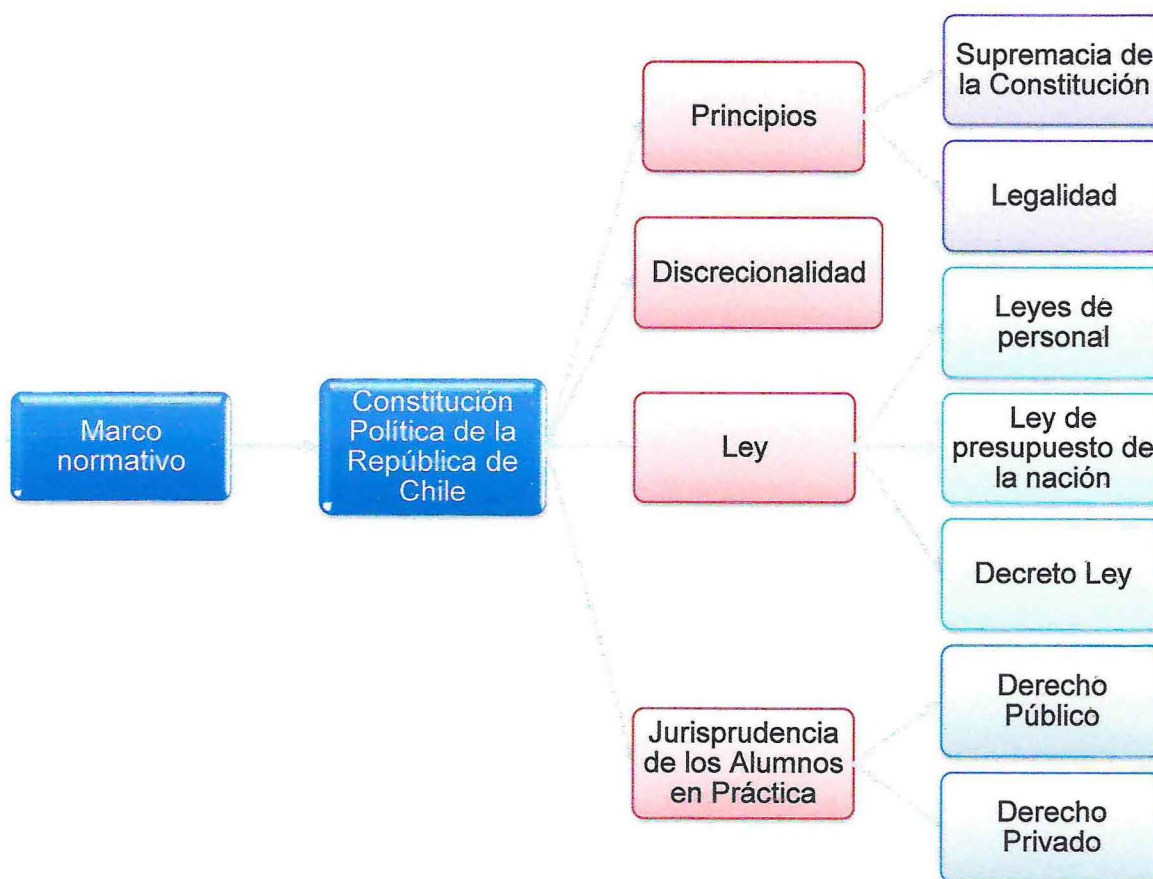 Marco
normativo
Constitución
Política de la
República de
Chile
Principios
Supremacia de
la Constitución
Legalidad
Discrecionalidad
Ley
Leyes de
personal
Ley de
presupuesto de
la nación
Decreto Ley
Jurisprudencia
de los Alumnos
en Práctica
Derecho
Público
Derecho
Privado